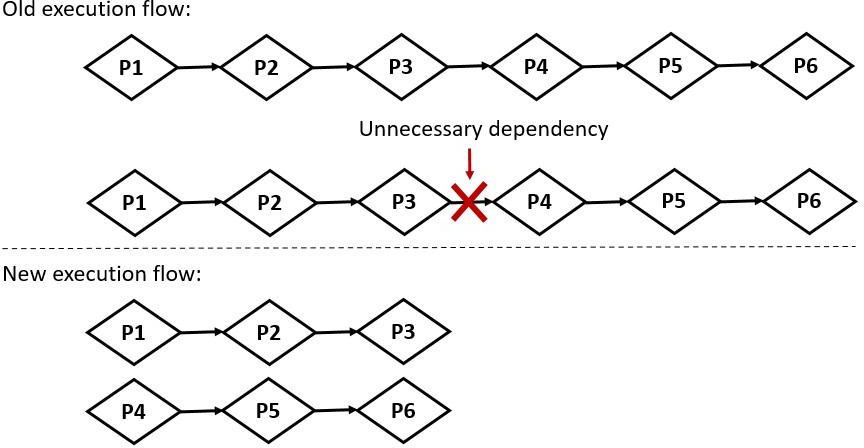 Old execution flow:
P1 P2 P3 P4 P5 P6
Unnecessary dependency
P1 P2 P3 P4 P5 P6
New execution flow:
P1 P2 P3
P4 P5 P6